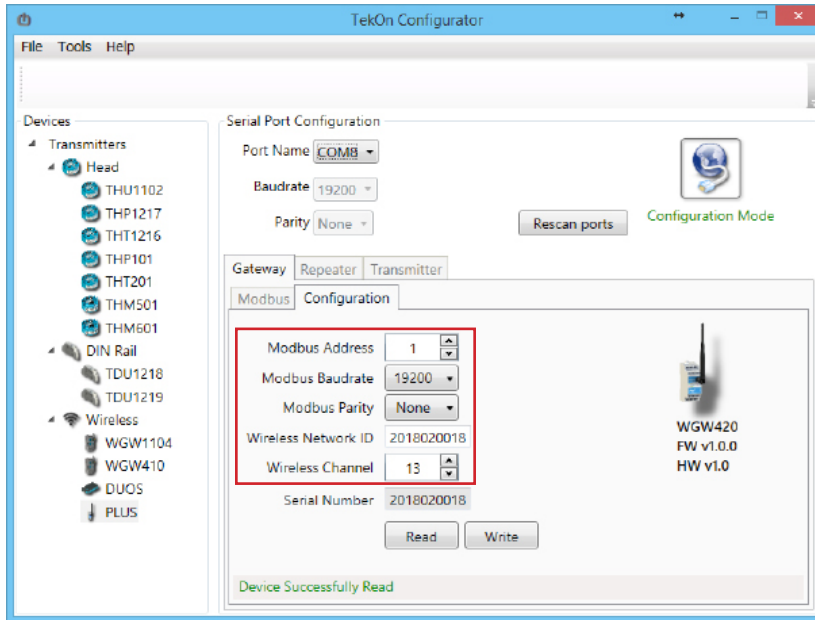 TekOn Configurator
File Tools Help
Devices
Transmitters
Head
THU1102
THP1217
THT1216
THP101
THT201
THM501
THM601
DIN Rail
TDU1218
TDU1219
Wireless
WGW1104
WGW410
DUOS
PLUS
Serial Port Configuration
Port Name COM8
Baudrate 19200
Parity None
Rescan ports
Configuration Mode
Gateway Repeater Transmitter
Modbus Configuration
Modbus Address 1
Modbus Baudrate 19200
Modbus Parity None
Wireless Network ID 2018020018
Wireless Channel 13
Serial Number 2018020018
Read Write
WGW420
FW v1.0.0
HW v1.0
Device Successfully Read